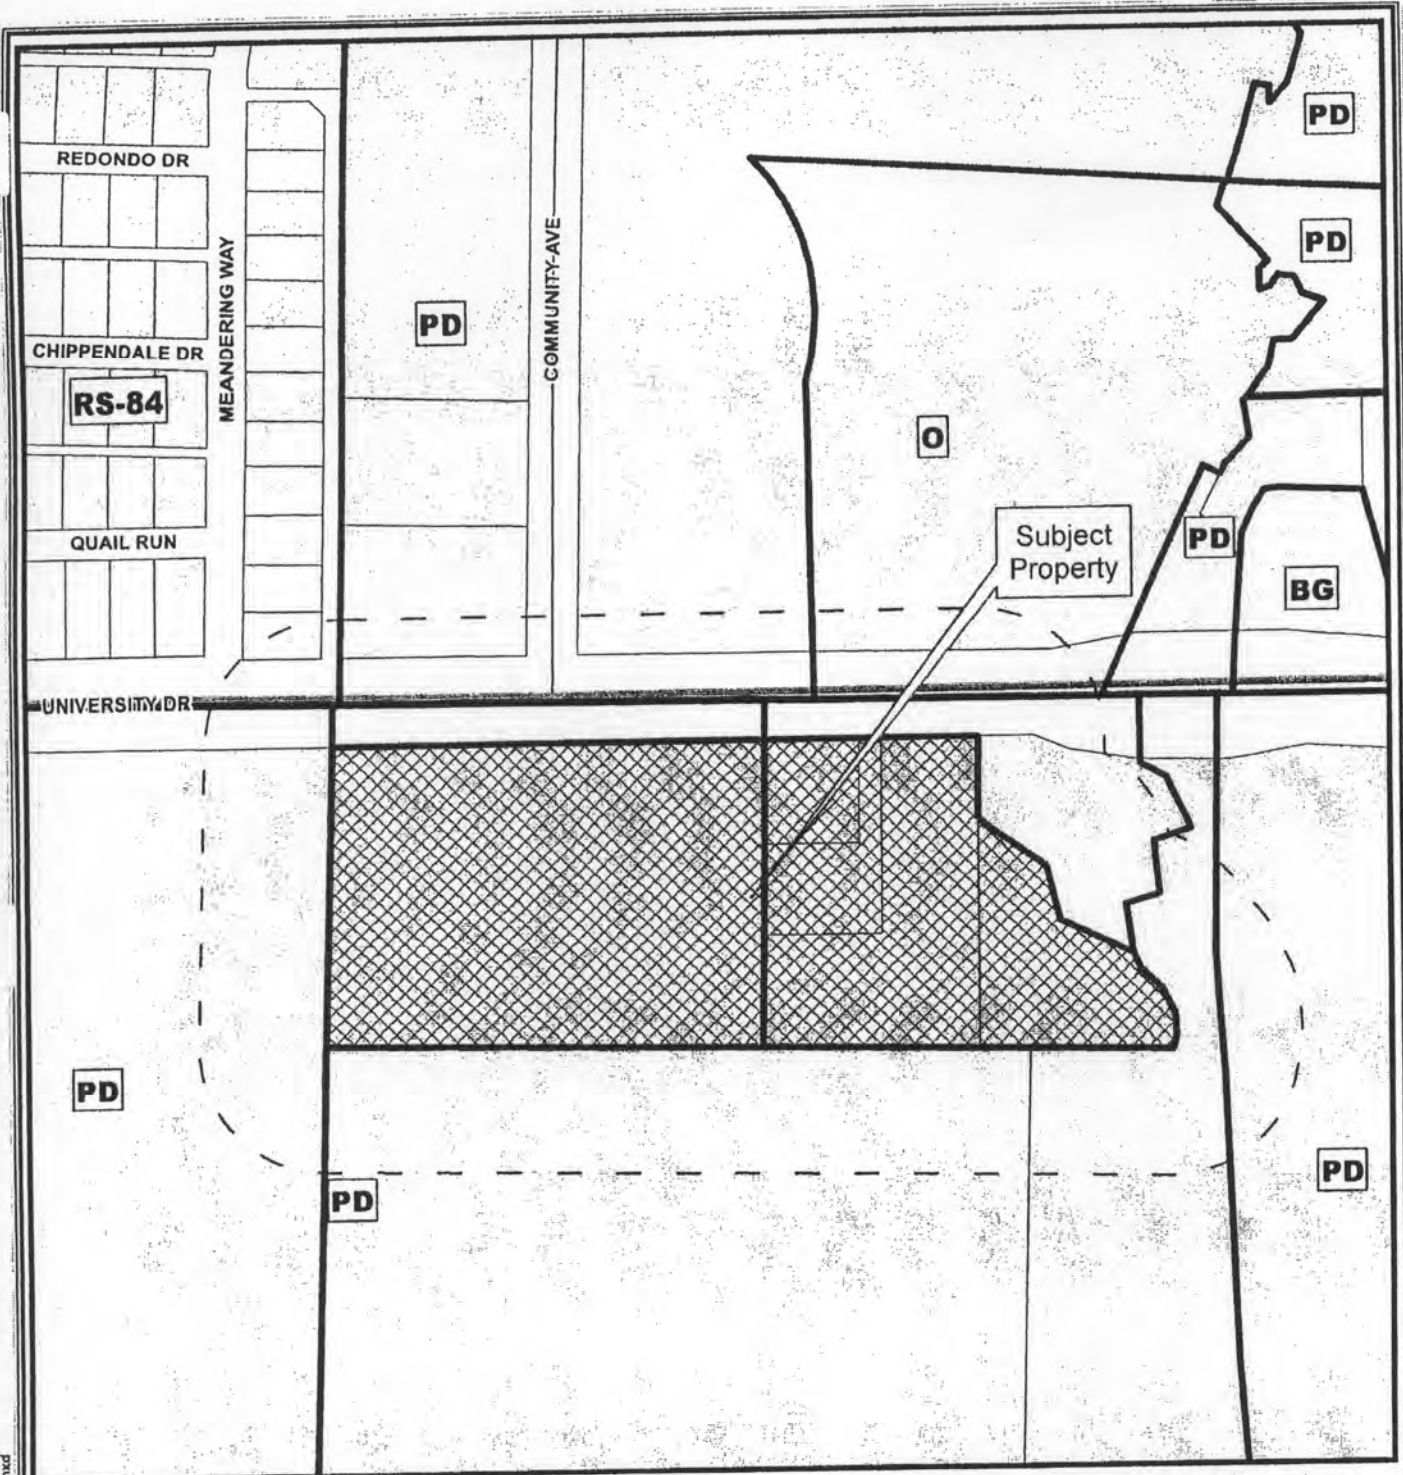 PD
REDONDO DR
PD
MEANDERING WAY
COMMUNITY AVE
PD
CHIPPENDALE DR
RS-84
O
QUAIL RUN
Subject
Property
PD
BG
UNIVERSITY DR
PD
PD
PD